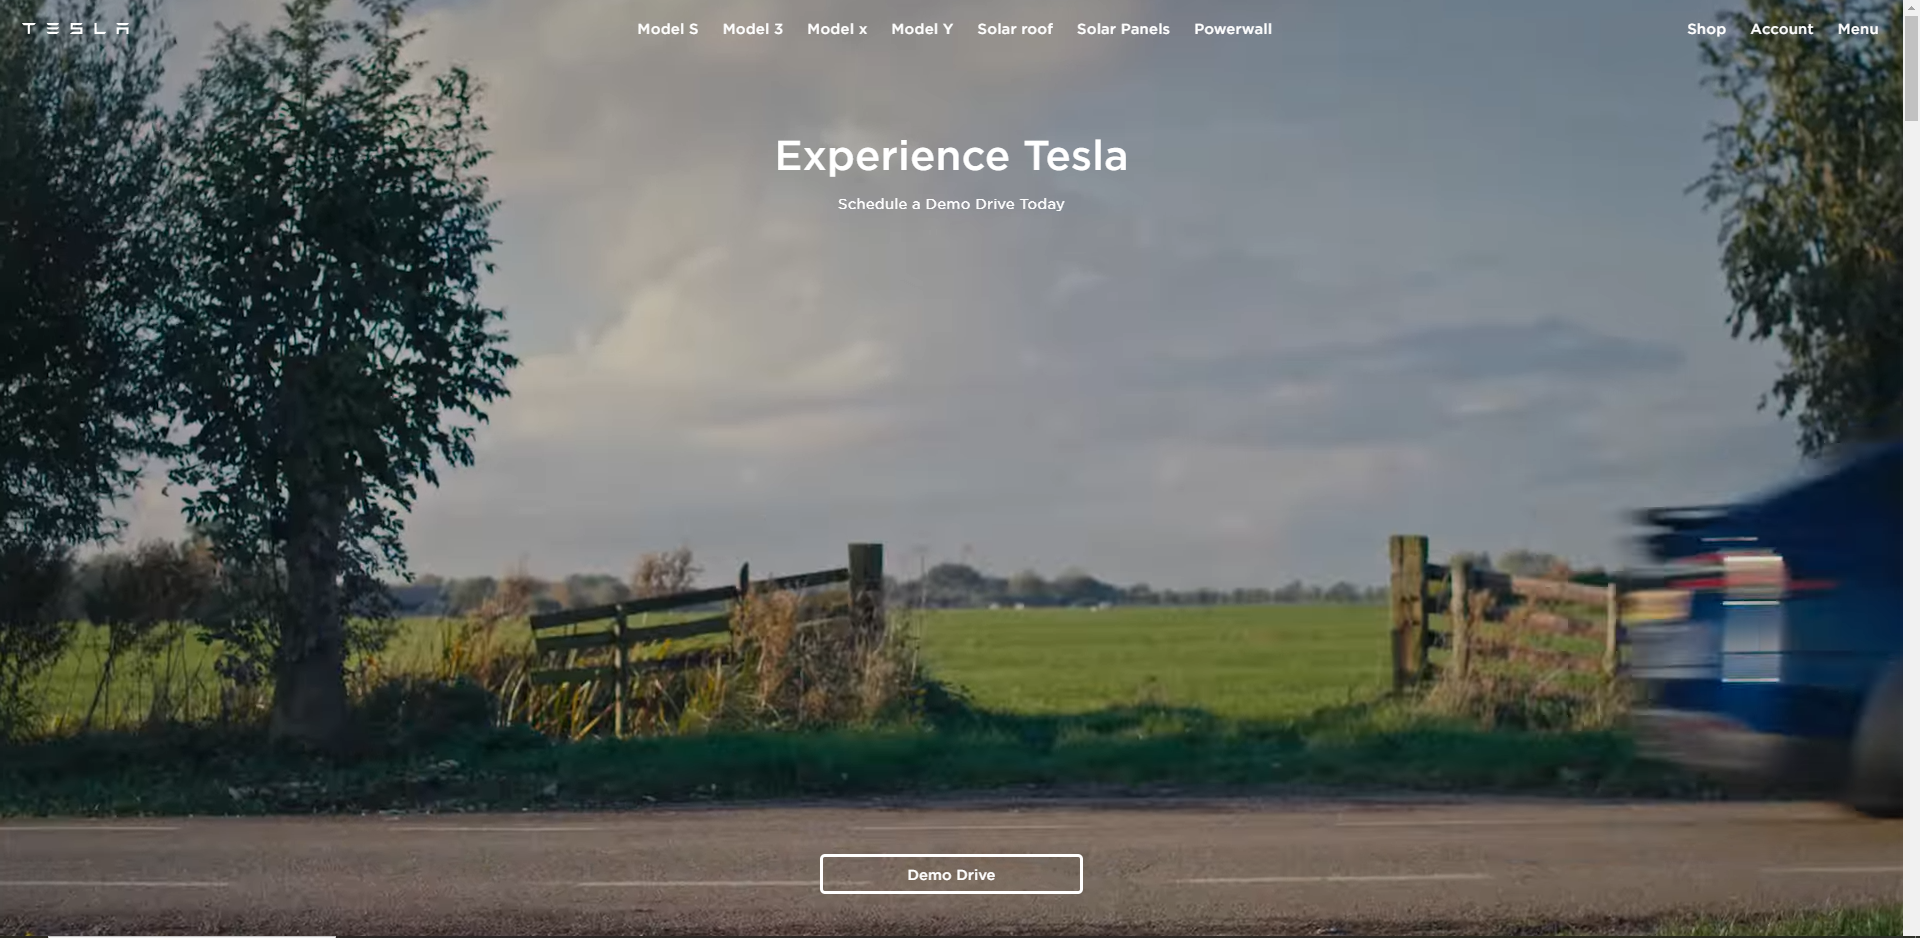 TESLA
Model S Model 3 Model x Model Y Solar roof Solar Panels Powerwall
Shop Account Menu
Experience Tesla
Schedule a Demo Drive Today
Demo Drive